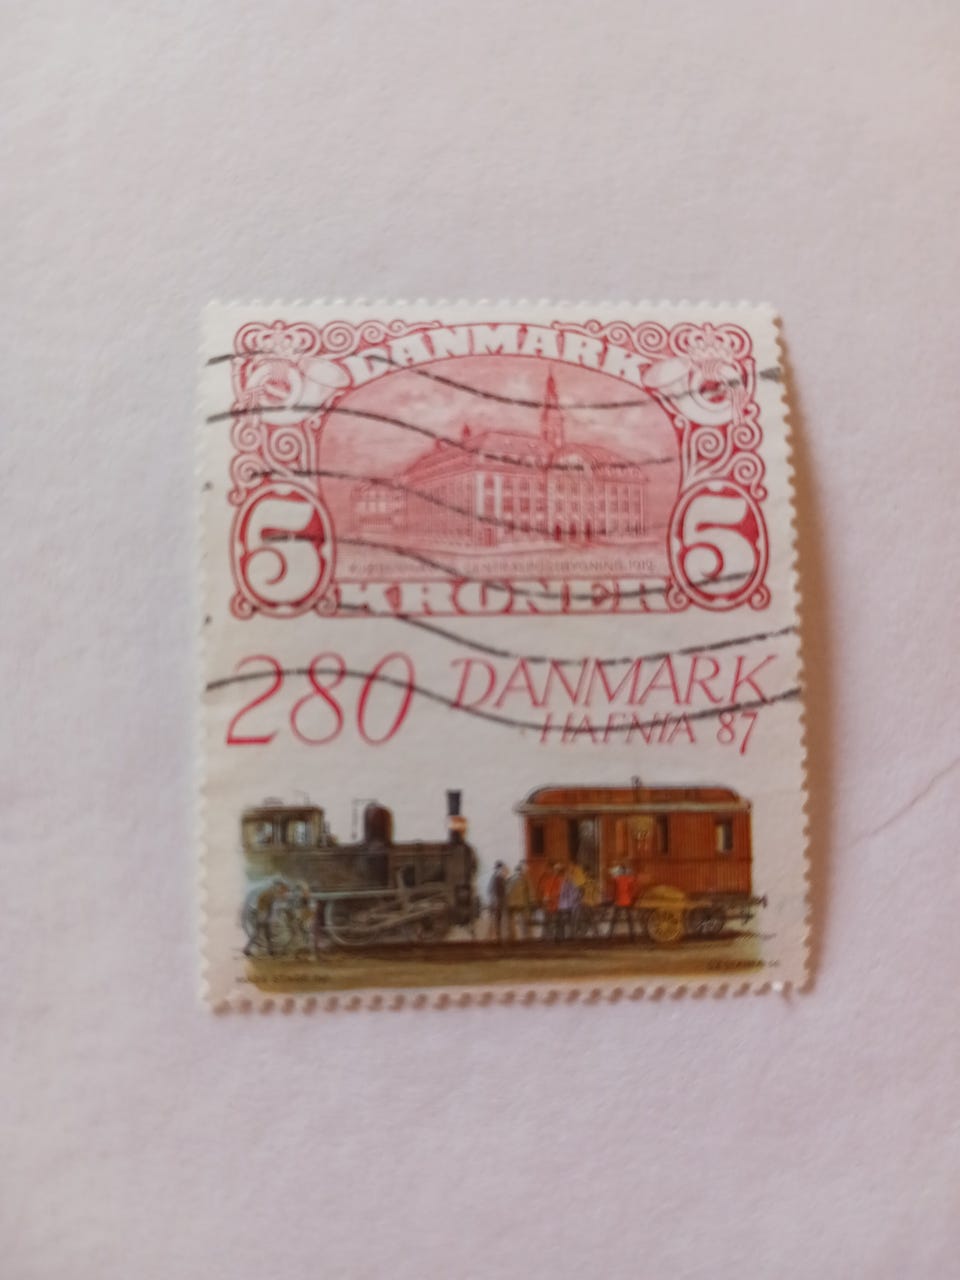 DANMARK
5 5
KRONER
280 DANMARK
HAFNIA 87